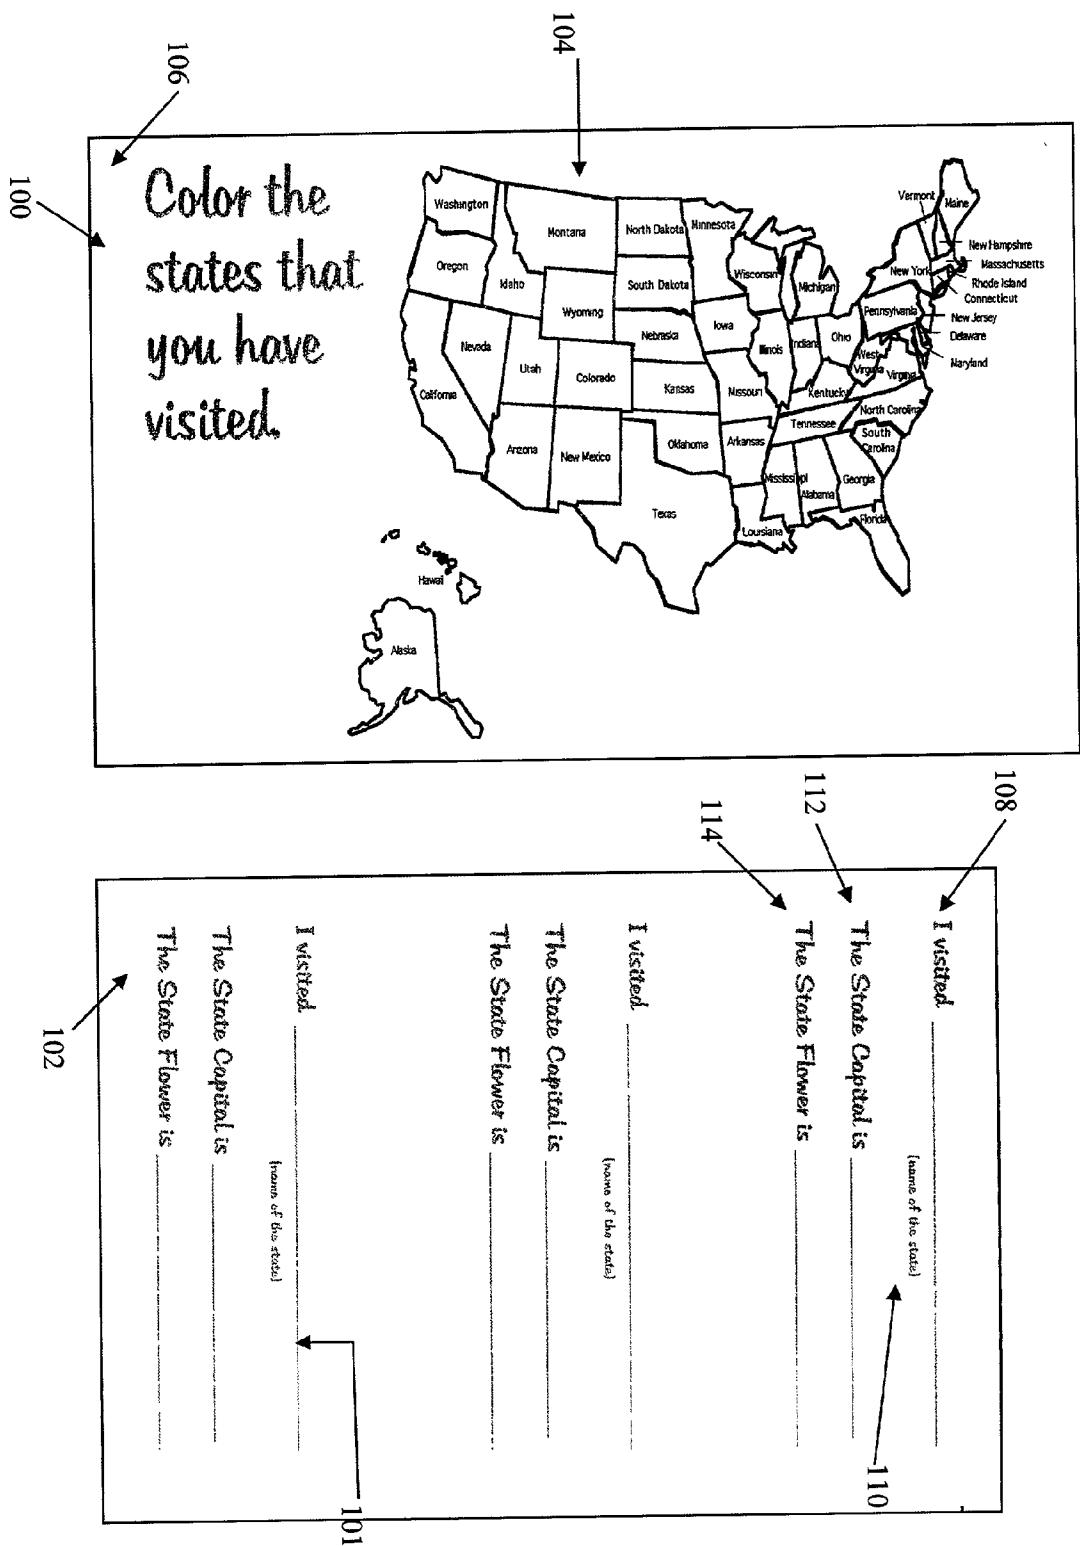 104
106
100
Color the
states that
you have
visited.
Washington
Oregon
California
Idaho
Nevada
Montana
Wyoming
Utah
Arizona
Colorado
New Mexico
North Dakota
South Dakota
Nebraska
Kansas
Oklahoma
Texas
Minnesota
Iowa
Missouri
Arkansas
Louisiana
Wisconsin
Illinois
Michigan
Indiana
Ohio
Kentucky
Tennessee
Mississippi
Alabama
Georgia
Florida
South
Carolina
North Carolina
Virginia
West
Virginia
Pennsylvania
New York
Vermont
Maine
New Hampshire
Massachusetts
Rhode Island
Connecticut
New Jersey
Delaware
Maryland
Hawaii
Alaska
108
112
114
I visited
(name of the state)
The State Capital is
The State Flower is
I visited
(name of the state)
The State Capital is
The State Flower is
I visited
(name of the state)
The State Capital is
The State Flower is
110
101
102